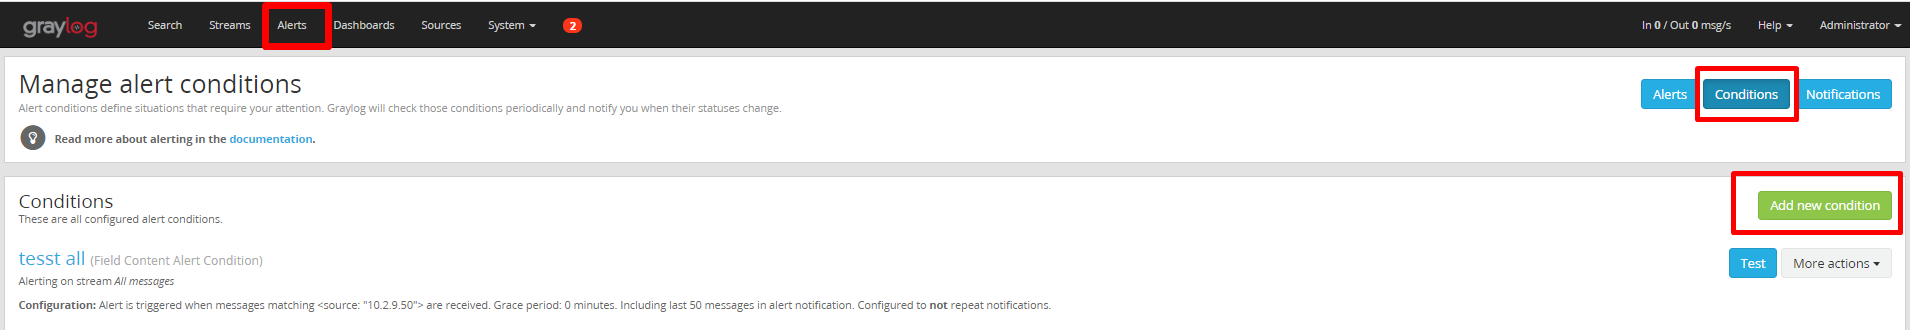 graylog Search Streams Alerts Dashboards Sources System 2 In 0 / Out 0 msg/s Help Administrator
Manage alert conditions
Alert conditions define situations that require your attention. Graylog will check those conditions periodically and notify you when their statuses change.
Alerts Conditions Notifications
Read more about alerting in the documentation.
Conditions
These are all configured alert conditions.
Add new condition
tesst all (Field Content Alert Condition)
Test More actions
Alerting on stream All messages
Configuration: Alert is triggered when messages matching <source: "10.2.9.50"> are received. Grace period: 0 minutes. Including last 50 messages in alert notification. Configured to not repeat notifications.